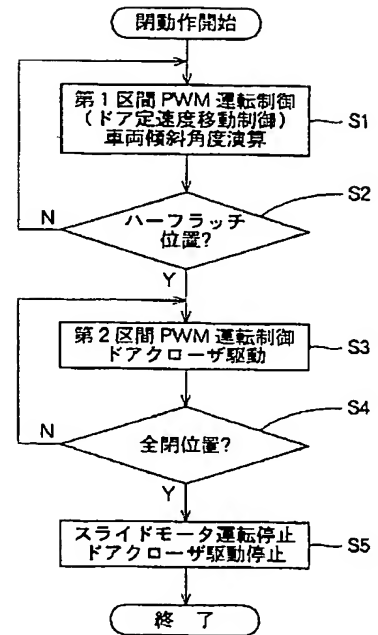 閉動作開始
第1区間 PWM 運転制御
(ドア定速度移動制御)
車両傾斜角度演算
S1
S2
ハーフラッチ
位置?
N
Y
第2区間 PWM 運転制御
ドアクローザ駆動
S3
S4
全閉位置?
N
Y
スライドモータ運転停止
ドアクローザ駆動停止
S5
終 了